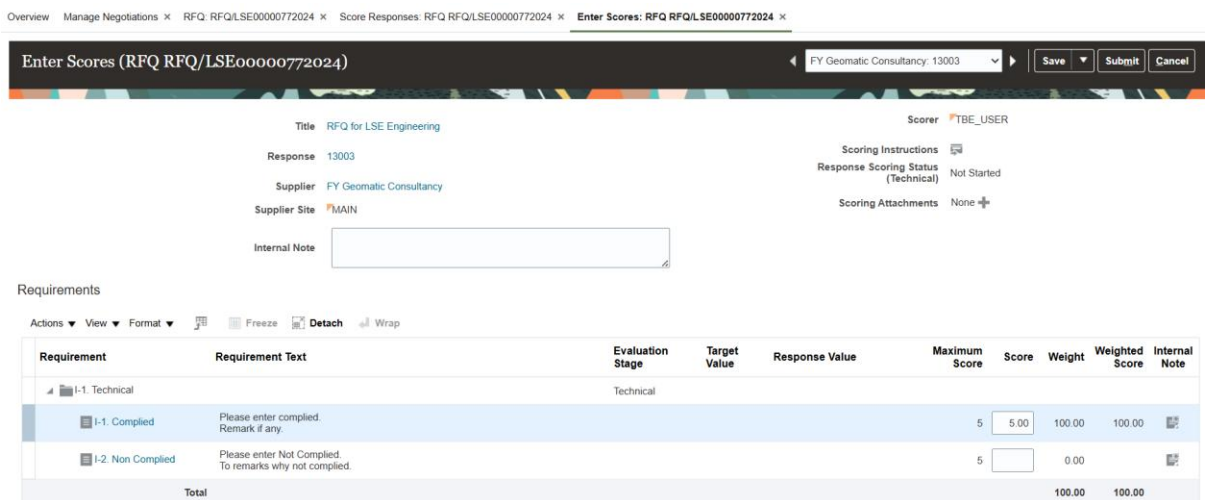 Overview Manage Negotiations × RFQ: RFQ/LSE00000772024 × Score Responses: RFQ RFQ/LSE00000772024 × Enter Scores: RFQ RFQ/LSE00000772024 ×
Enter Scores (RFQ RFQ/LSE00000772024) FY Geomatic Consultancy: 13003 Save Submit Cancel
Title RFQ for LSE Engineering
Scorer TBE_USER
Response 13003
Scoring Instructions
Response Scoring Status (Technical) Not Started
Supplier FY Geomatic Consultancy
Supplier Site MAIN
Scoring Attachments None
Internal Note
Requirements
Actions View Format Freeze Detach Wrap
Requirement Requirement Text Evaluation Stage Target Value Response Value Maximum Score Score Weight Weighted Score Internal Note
I-1. Technical Technical
I-1. Complied Please enter complied. 5 5.00 100.00 100.00
Remark if any.
I-2. Non Complied Please enter Not Complied. 5 0.00
To remarks why not complied.
Total 100.00 100.00